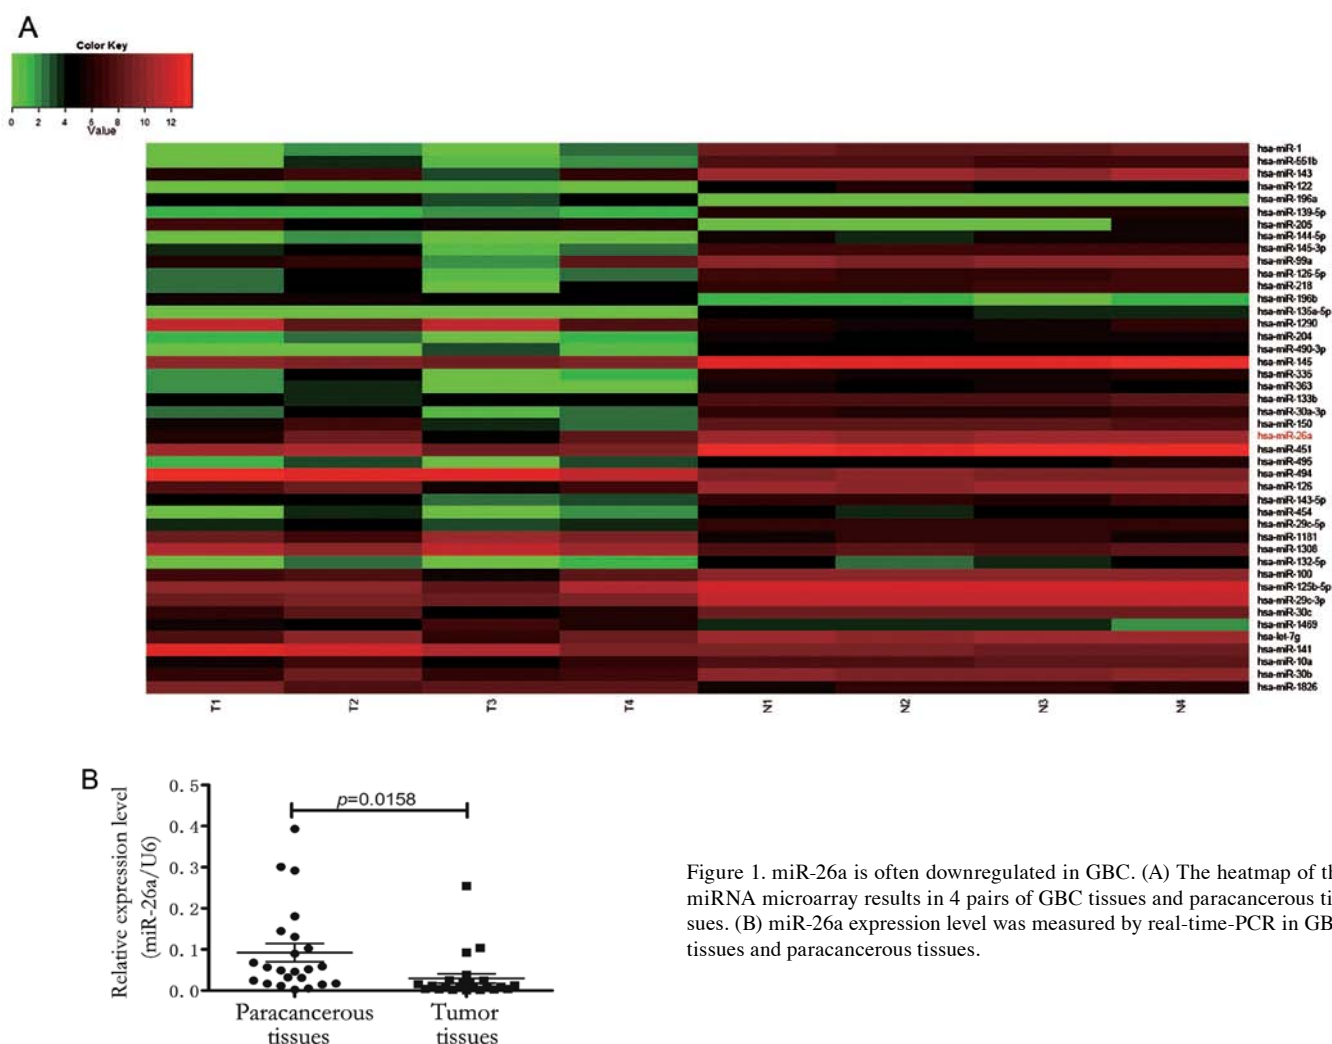 A
Color Key
0 2 4 6 8 10 12
Value
hsa-miR-1
hsa-miR-551b
hsa-miR-143
hsa-miR-122
hsa-miR-196a
hsa-miR-139-5p
hsa-miR-205
hsa-miR-144-5p
hsa-miR-145-3p
hsa-miR-99a
hsa-miR-126-5p
hsa-miR-218
hsa-miR-196b
hsa-miR-135a-5p
hsa-miR-1290
hsa-miR-204
hsa-miR-490-3p
hsa-miR-145
hsa-miR-335
hsa-miR-363
hsa-miR-133b
hsa-miR-30a-3p
hsa-miR-150
hsa-miR-26a
hsa-miR-451
hsa-miR-495
hsa-miR-494
hsa-miR-126
hsa-miR-143-5p
hsa-miR-454
hsa-miR-29c-5p
hsa-miR-1181
hsa-miR-1308
hsa-miR-132-5p
hsa-miR-100
hsa-miR-125b-5p
hsa-miR-29c-3p
hsa-miR-30c
hsa-miR-1469
hsa-let-7g
hsa-miR-141
hsa-miR-10a
hsa-miR-30b
hsa-miR-1826
T1 T2 T3 T4 N1 N2 N3 N4
B
Relative expression level
(miR-26a/U6)
0.5
0.4
0.3
0.2
0.1
0.0
p=0.0158
Paracancerous
tissues
Tumor
tissues
Figure 1. miR-26a is often downregulated in GBC. (A) The heatmap of th
miRNA microarray results in 4 pairs of GBC tissues and paracancerous ti
sues. (B) miR-26a expression level was measured by real-time-PCR in GB
tissues and paracancerous tissues.